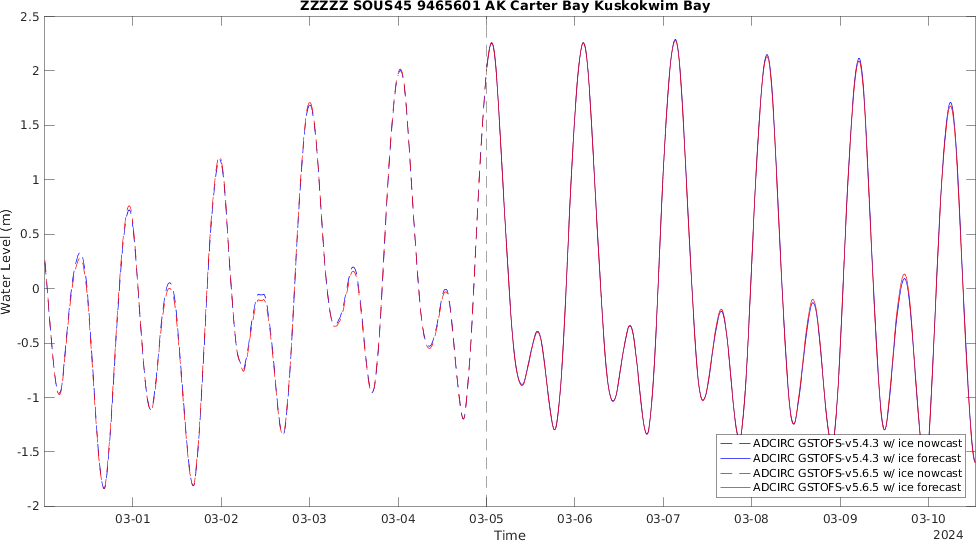 ZZZZZ SOUS45 9465601 AK Carter Bay Kuskokwim Bay
2.5
2
1.5
1
0.5
0
-0.5
-1
-1.5
-2
Water Level (m)
ADCIRC GSTOFS-v5.4.3 w/ ice nowcast
ADCIRC GSTOFS-v5.4.3 w/ ice forecast
ADCIRC GSTOFS-v5.6.5 w/ ice nowcast
ADCIRC GSTOFS-v5.6.5 w/ ice forecast
03-01 03-02 03-03 03-04 03-05 03-06 03-07 03-08 03-09 03-10
Time
2024